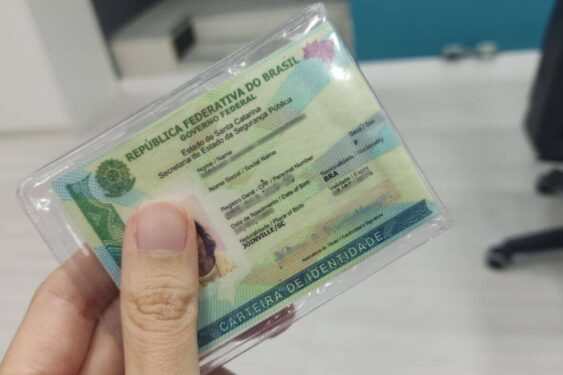 REPÚBLICA FEDERATIVA DO BRASIL
GOVERNO FEDERAL
Estado de Santa Catarina
Secretaria de Estado da Segurança Pública
Nome / Name
Nome Social / Social Name
Registro Geral - CPF / Personal Number
Data de Nascimento / Date of Birth
Naturalidade / Place of Birth
JOINVILLE/SC
BRA
CARTEIRA DE IDENTIDADE